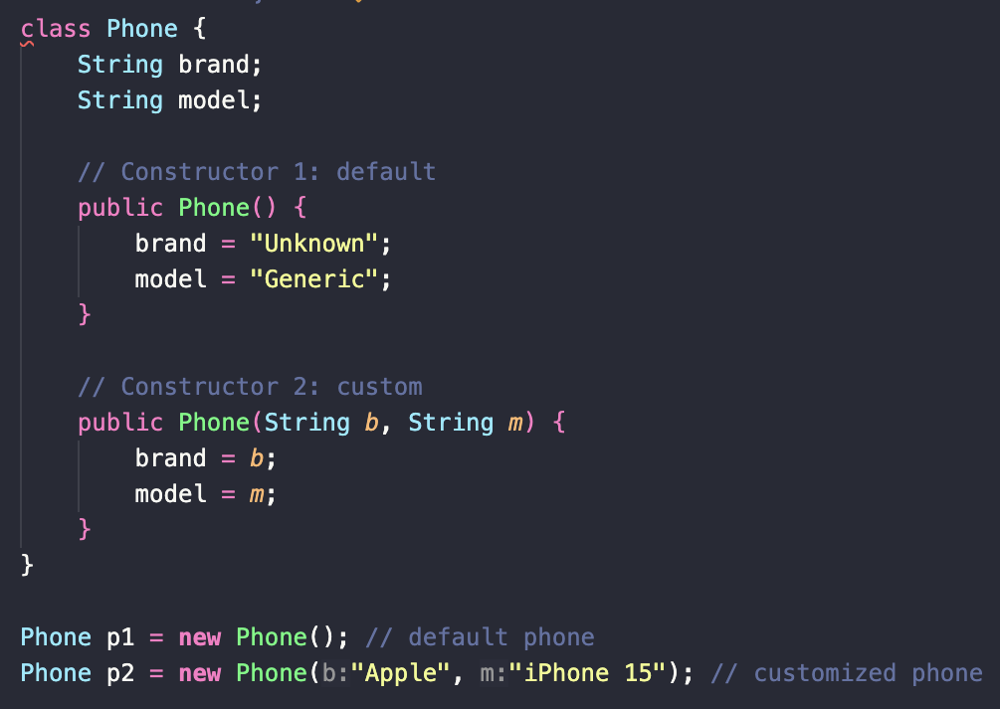 class Phone {
    String brand;
    String model;

    // Constructor 1: default
    public Phone() {
        brand = "Unknown";
        model = "Generic";
    }

    // Constructor 2: custom
    public Phone(String b, String m) {
        brand = b;
        model = m;
    }
}

Phone p1 = new Phone(); // default phone
Phone p2 = new Phone(b:"Apple", m:"iPhone 15"); // customized phone